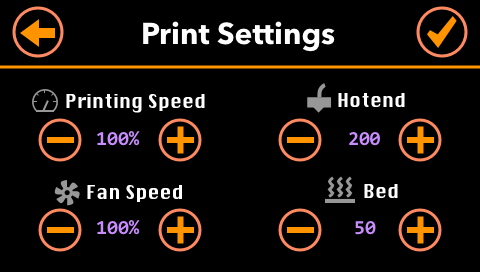 Print Settings
Printing Speed
100%
Hotend
200
Fan Speed
100%
Bed
50